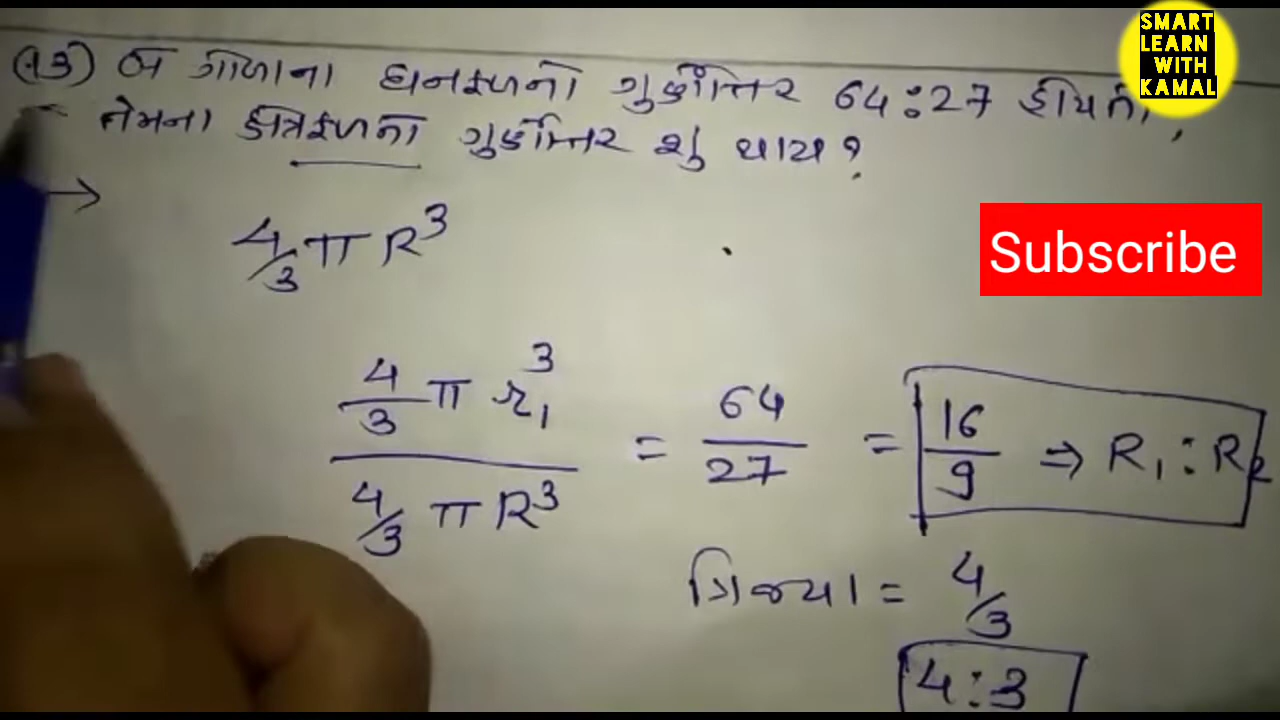 (13) બે ગોળાના ઘનફળનો ગુણોત્તર 64:27 હોય તો,
તેમના ક્ષેત્રફળના ગુણોત્તર શું થાય?
→
4/3 π R³
SMART
LEARN
WITH
KAMAL
Subscribe
4/3 π r₁³ / 4/3 π R³ = 64/27 = 16/9 ⇒ R₁ : R₂
ત્રિજ્યા = 4/3
4:3